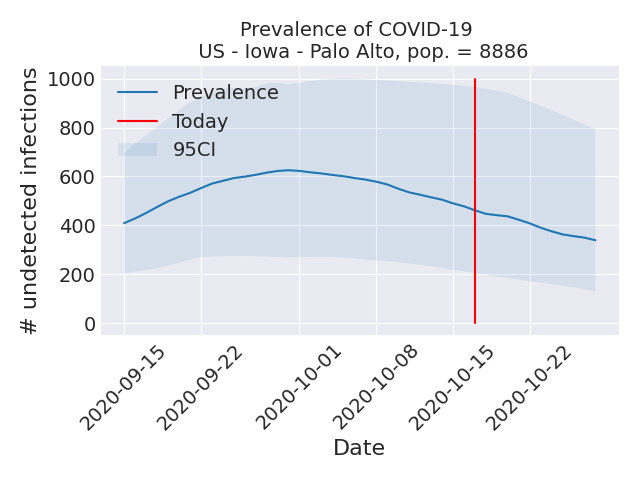 Prevalence of COVID-19
US - Iowa - Palo Alto, pop. = 8886
# undetected infections
1000
800
600
400
200
0
Prevalence
Today
95CI
2020-09-15
2020-09-22
2020-10-01
2020-10-08
2020-10-15
2020-10-22
Date